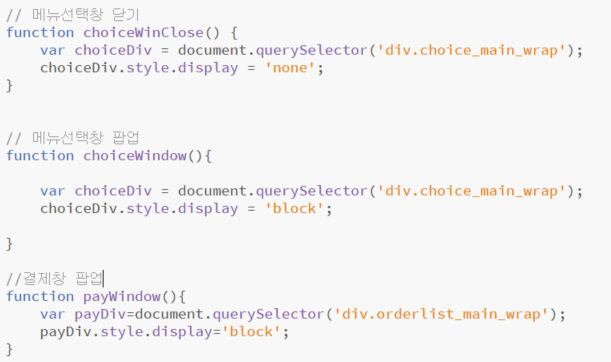 // 메뉴선택창 닫기
function choiceWinClose() {
    var choiceDiv = document.querySelector('div.choice_main_wrap');
    choiceDiv.style.display = 'none';
}
// 메뉴선택창 팝업
function choiceWindow(){
    var choiceDiv = document.querySelector('div.choice_main_wrap');
    choiceDiv.style.display = 'block';
}
//결제창 팝업
function payWindow(){
    var payDiv=document.querySelector('div.orderlist_main_wrap');
    payDiv.style.display='block';
}